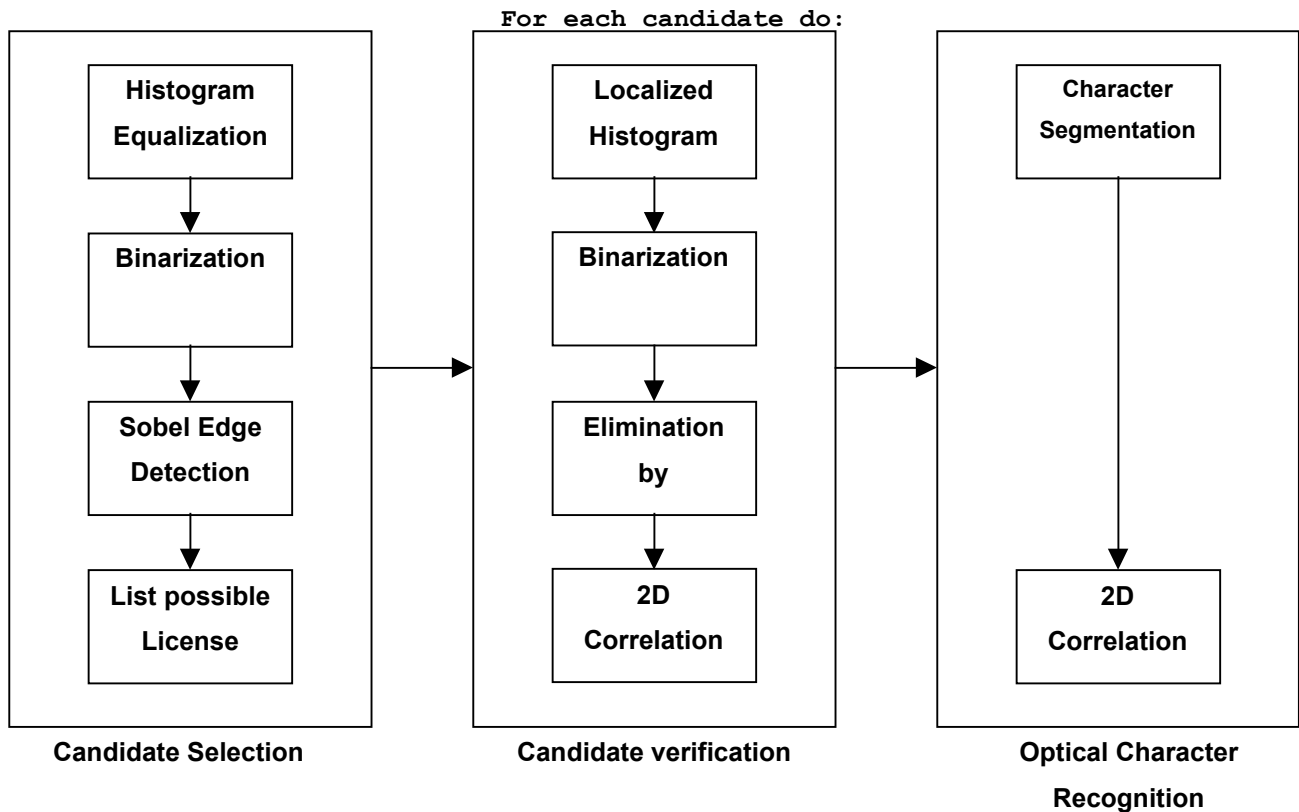 For each candidate do:
Histogram
Equalization
Binarization
Sobel Edge
Detection
List possible
License
Candidate Selection
Localized
Histogram
Binarization
Elimination
by
2D
Correlation
Candidate verification
Character
Segmentation
2D
Correlation
Optical Character
Recognition